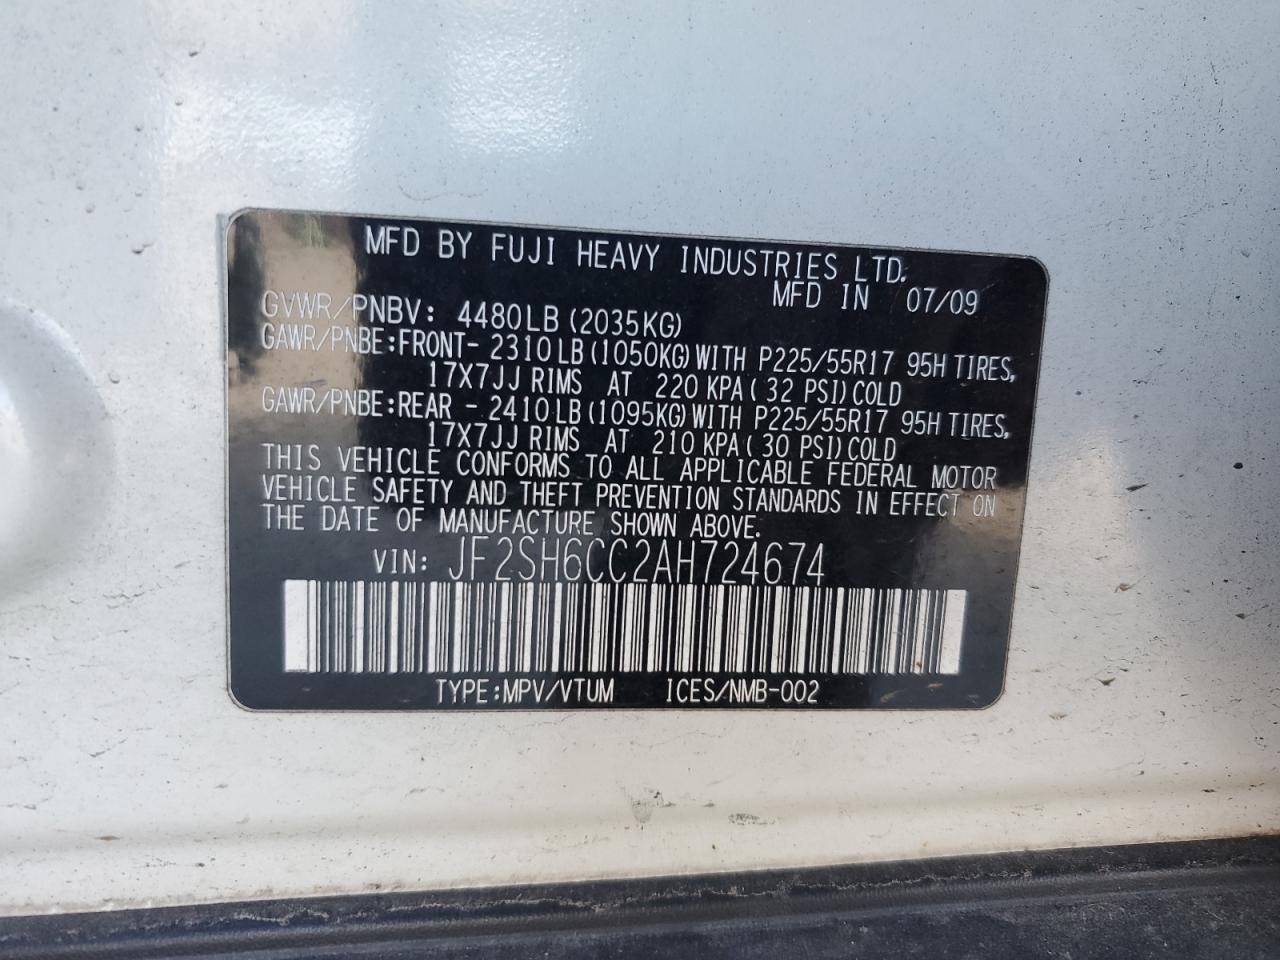 MFD BY FUJI HEAVY INDUSTRIES LTD.
MFD IN 07/09
GVWR/PNBV: 4480LB (2035KG)
GAWR/PNBE:FRONT- 2310LB (1050KG) WITH P225/55R17 95H TIRES,
17X7JJ RIMS AT 220 KPA ( 32 PSI) COLD
GAWR/PNBE:REAR - 2410LB (1095KG) WITH P225/55R17 95H TIRES,
17X7JJ RIMS AT 210 KPA ( 30 PSI) COLD
THIS VEHICLE CONFORMS TO ALL APPLICABLE FEDERAL MOTOR
VEHICLE SAFETY AND THEFT PREVENTION STANDARDS IN EFFECT ON
THE DATE OF MANUFACTURE SHOWN ABOVE.
VIN: JF2SH6CC2AH724674
TYPE:MPV/VTUM ICES/NMB-002